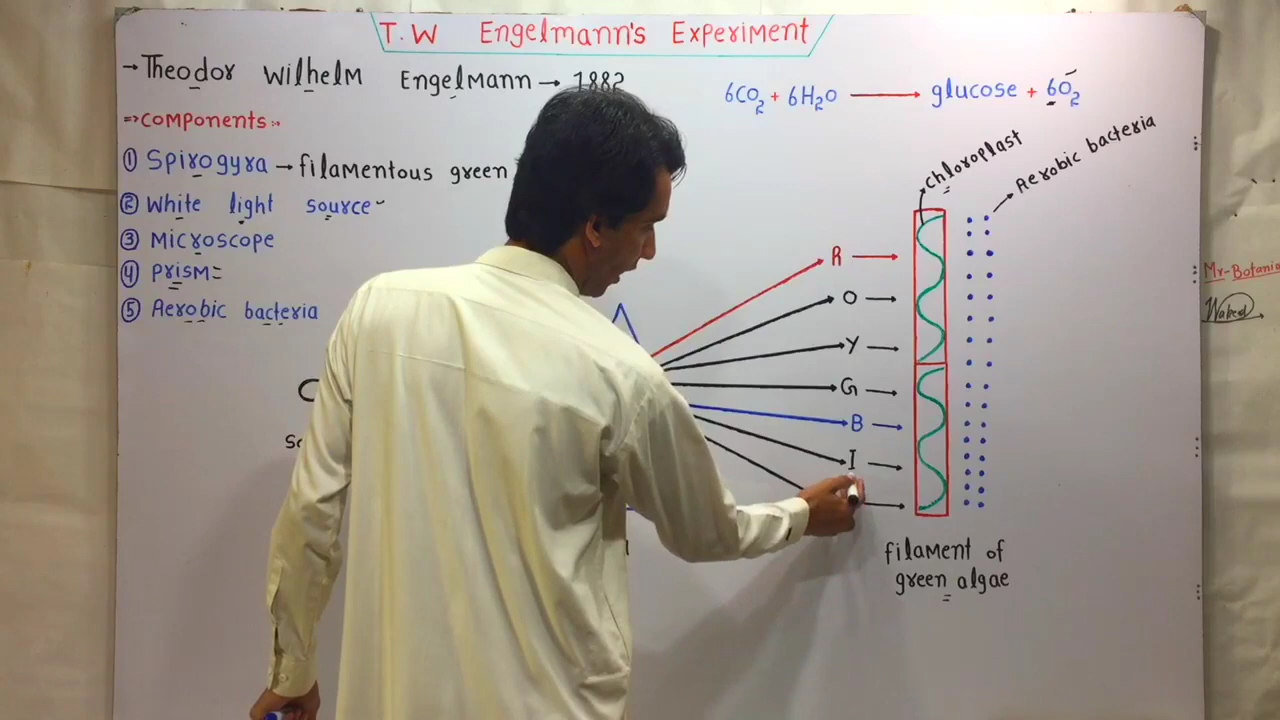 T.W Engelmann's Experiment
→ Theodor Wilhelm Engelmann → 1882
6CO2 + 6H2O → glucose + 6O2
⇒ Components:-
① Spirogyra → filamentous green
② White light source
③ Microscope
④ Prism
⑤ Aerobic bacteria
Chloroplast
Aerobic bacteria
R →
O →
Y →
G →
B →
I →
filament of
green algae
Mr-Botanis
Waheed